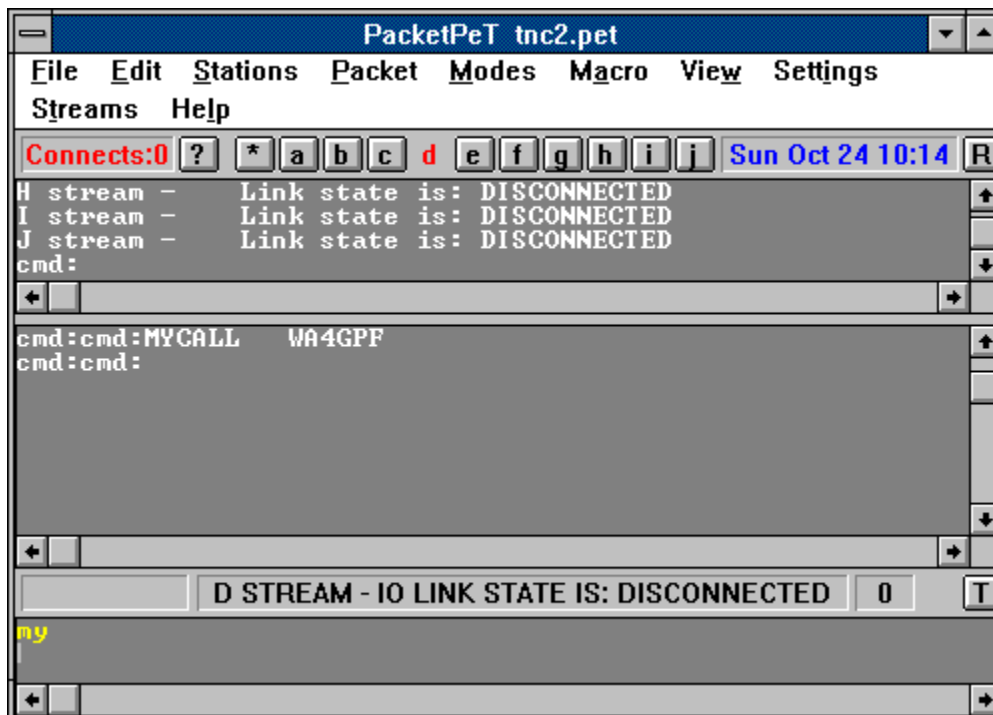 PacketPeT tnc2.pet
File Edit Stations Packet Modes Macro View Settings
Streams Help
Connects:0 ? * a b c d e f g h i j Sun Oct 24 10:14 R
H stream - Link state is: DISCONNECTED
I stream - Link state is: DISCONNECTED
J stream - Link state is: DISCONNECTED
cmd:
cmd:cmd:MYCALL WA4GPF
cmd:cmd:
D STREAM - IO LINK STATE IS: DISCONNECTED 0 T
my